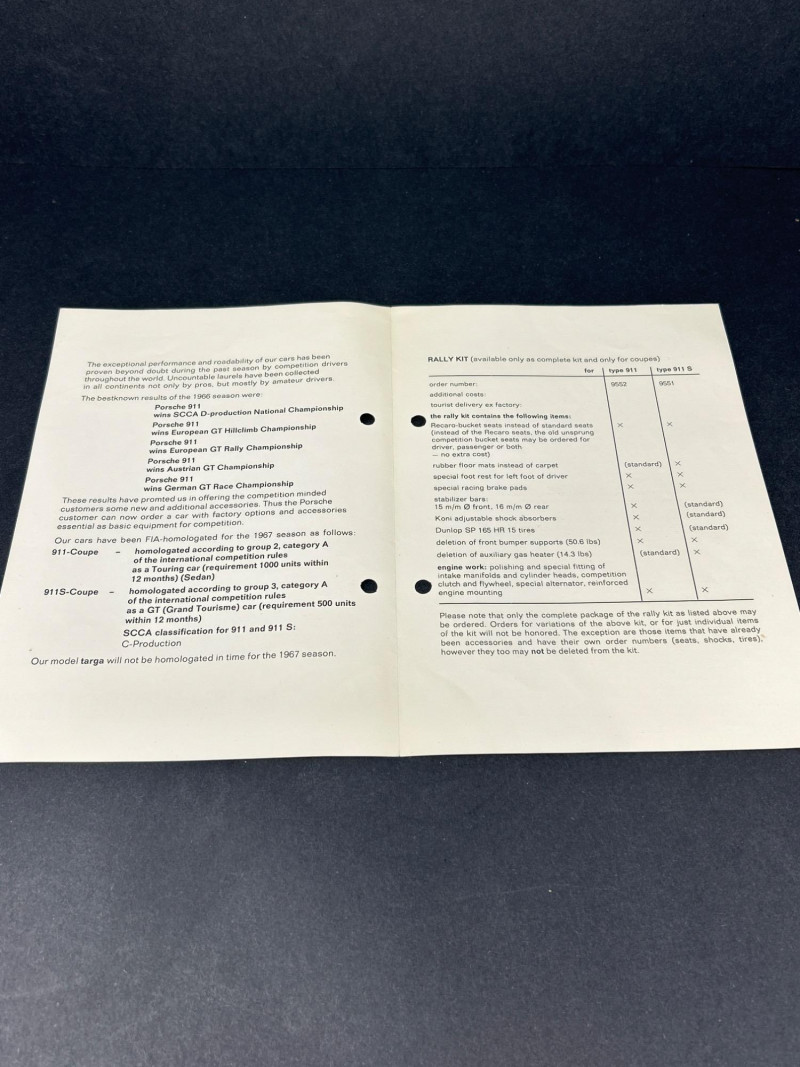 The exceptional performance and roadability of our cars has been
proven beyond doubt during the past season by competition drivers
throughout the world. Uncountable laurels have been collected
in all continents not only by pros, but mostly by amateur drivers.
The bestknown results of the 1966 season were:
Porsche 911
wins SCCA D-production National Championship
Porsche 911
wins European GT Hillclimb Championship
Porsche 911
wins European GT Rally Championship
Porsche 911
wins Austrian GT Championship
Porsche 911
wins German GT Race Championship
These results have promted us in offering the competition minded
customers some new and additional accessories. Thus the Porsche
customer can now order a car with factory options and accessories
essential as basic equipment for competition.
Our cars have been FIA-homologated for the 1967 season as follows:
911-Coupe – homologated according to group 2, category A
of the international competition rules
as a Touring car (requirement 1000 units within
12 months) (Sedan)
911S-Coupe – homologated according to group 3, category A
of the international competition rules
as a GT (Grand Tourisme) car (requirement 500 units
within 12 months)
SCCA classification for 911 and 911 S:
C-Production
Our model targa will not be homologated in time for the 1967 season.
RALLY KIT (available only as complete kit and only for coupes)
for type 911 type 911 S
order number: 9552 9551
additional costs:
tourist delivery ex factory:
the rally kit contains the following items:
Recaro-bucket seats instead of standard seats × ×
(instead of the Recaro seats, the old unsprung
competition bucket seats may be ordered for
driver, passenger or both
— no extra cost)
rubber floor mats instead of carpet (standard) ×
special foot rest for left foot of driver × ×
special racing brake pads × ×
stabilizer bars:
15 m/m Ø front, 16 m/m Ø rear × (standard)
Koni adjustable shock absorbers × (standard)
Dunlop SP 165 HR 15 tires × (standard)
deletion of front bumper supports (50.6 lbs) × ×
deletion of auxiliary gas heater (14.3 lbs) (standard) ×
engine work: polishing and special fitting of
intake manifolds and cylinder heads, competition
clutch and flywheel, special alternator, reinforced
engine mounting × ×
Please note that only the complete package of the rally kit as listed above may
be ordered. Orders for variations of the above kit, or for just individual items
of the kit will not be honored. The exception are those items that have already
been accessories and have their own order numbers (seats, shocks, tires),
however they too may not be deleted from the kit.